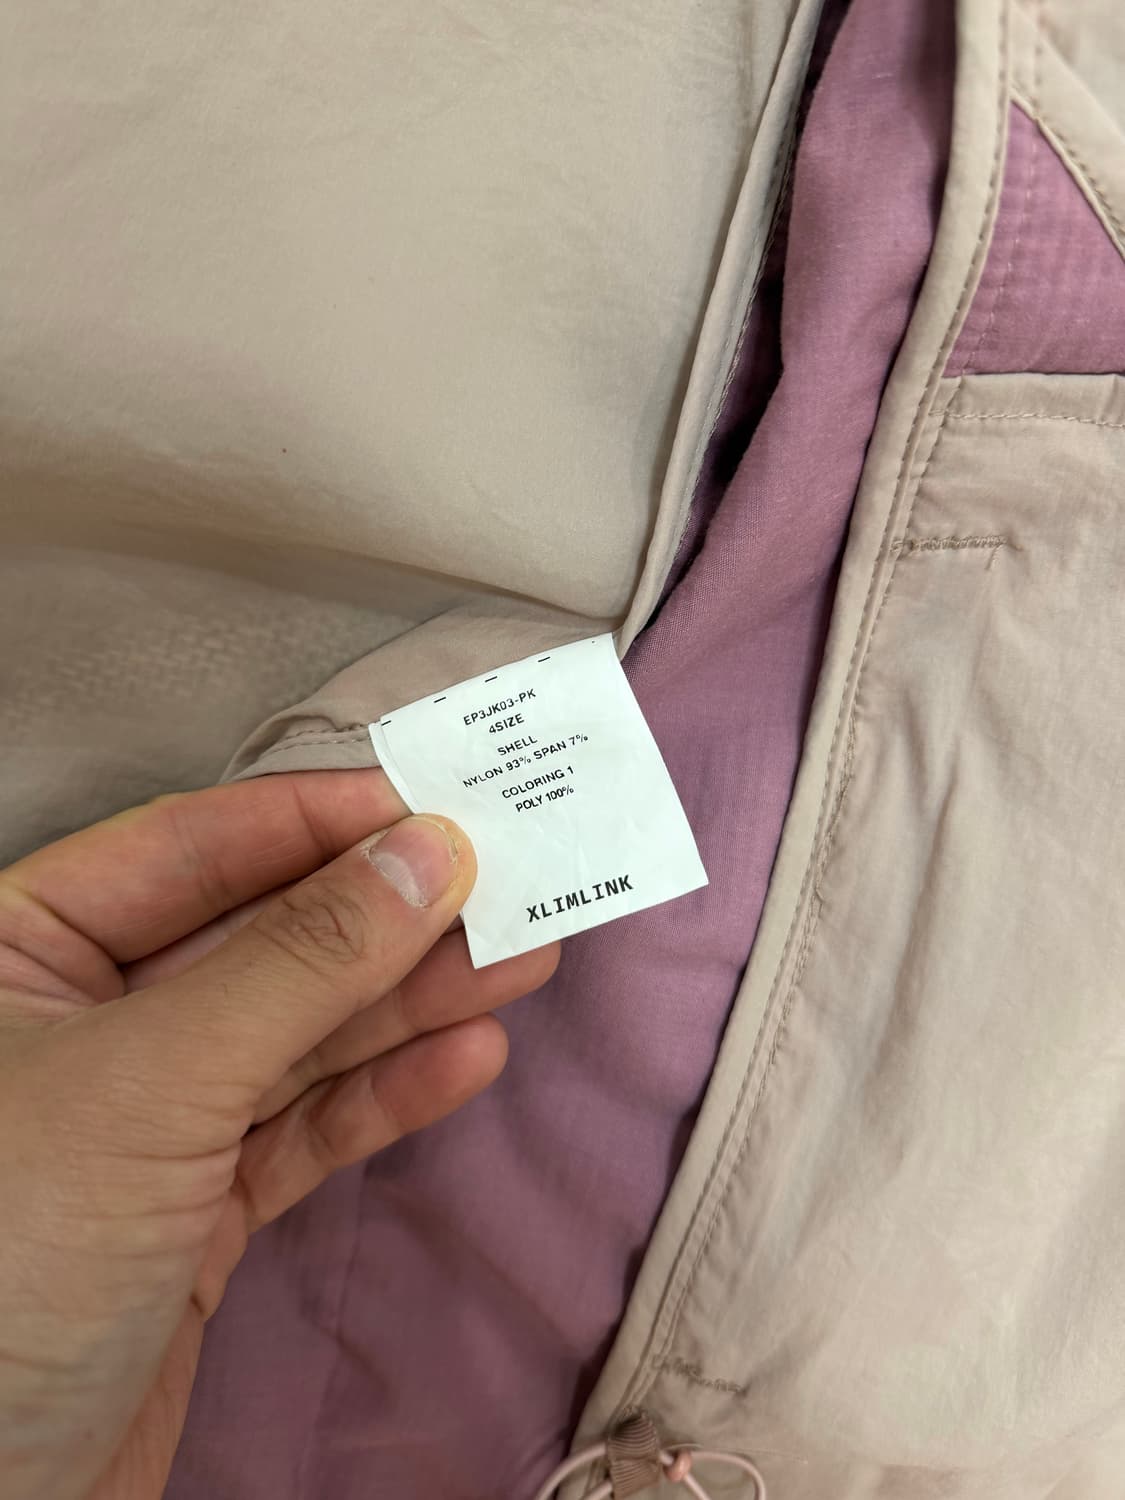 EP3JK03-PK
4SIZE
SHELL
NYLON 93% SPAN 7%
COLORING 1
POLY 100%
XLIMLINK